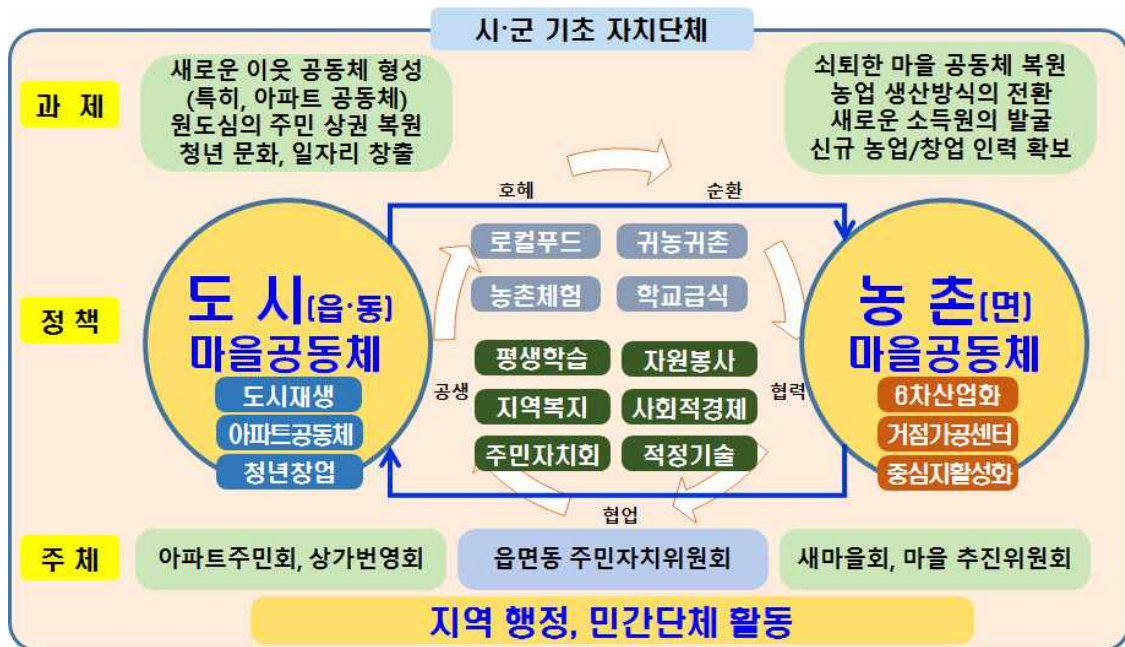 시·군 기초 자치단체
과 제
새로운 이웃 공동체 형성
(특히, 아파트 공동체)
원도심의 주민 상권 복원
청년 문화, 일자리 창출
쇠퇴한 마을 공동체 복원
농업 생산방식의 전환
새로운 소득원의 발굴
신규 농업/창업 인력 확보
호혜
순환
정 책
도 시(읍·동)
마을공동체
도시재생
아파트공동체
청년창업
로컬푸드
귀농귀촌
농촌체험
학교급식
평생학습
자원봉사
공생
지역복지
사회적경제
협력
주민자치회
적정기술
협업
농 촌(면)
마을공동체
6차산업화
거점가공센터
중심지활성화
주 체
아파트주민회, 상가번영회
읍면동 주민자치위원회
새마을회, 마을 추진위원회
지역 행정, 민간단체 활동